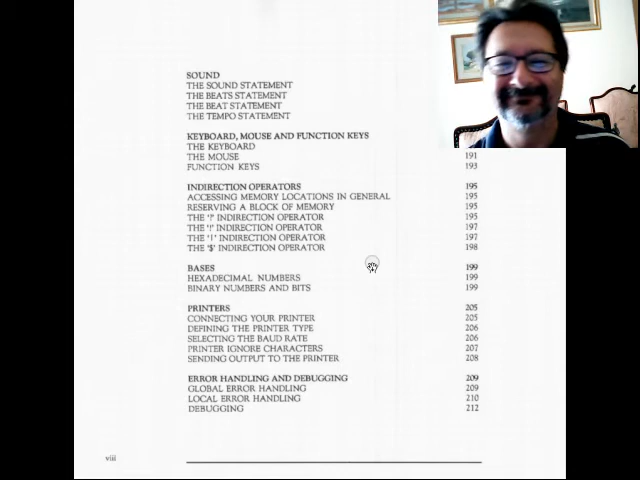 SOUND
THE SOUND STATEMENT
THE BEATS STATEMENT
THE BEAT STATEMENT
THE TEMPO STATEMENT
KEYBOARD, MOUSE AND FUNCTION KEYS
THE KEYBOARD
THE MOUSE 191
FUNCTION KEYS 193
INDIRECTION OPERATORS 195
ACCESSING MEMORY LOCATIONS IN GENERAL 195
RESERVING A BLOCK OF MEMORY 195
THE '?' INDIRECTION OPERATOR 195
THE '!' INDIRECTION OPERATOR 197
THE '|' INDIRECTION OPERATOR 197
THE '$' INDIRECTION OPERATOR 198
BASES 199
HEXADECIMAL NUMBERS 199
BINARY NUMBERS AND BITS 199
PRINTERS 205
CONNECTING YOUR PRINTER 205
DEFINING THE PRINTER TYPE 206
SELECTING THE BAUD RATE 206
PRINTER IGNORE CHARACTERS 207
SENDING OUTPUT TO THE PRINTER 208
ERROR HANDLING AND DEBUGGING 209
GLOBAL ERROR HANDLING 209
LOCAL ERROR HANDLING 210
DEBUGGING 212
viii